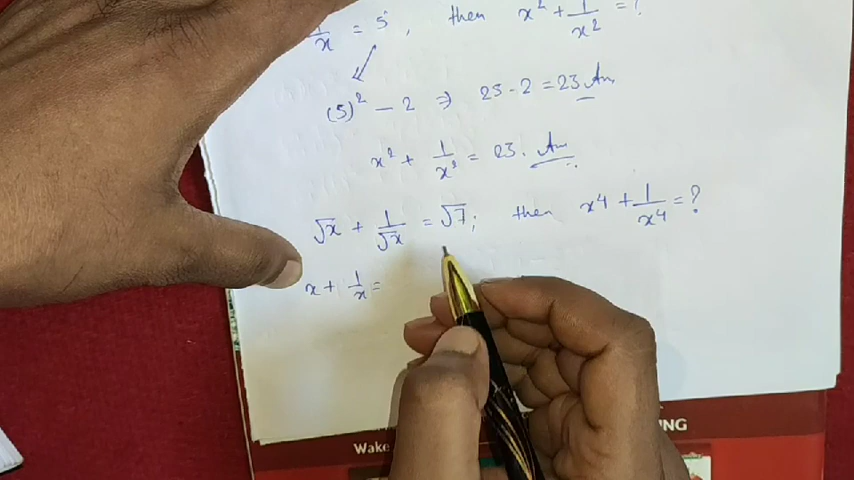 1/x = 5, then x² + 1/x² = ?
(5)² - 2 ⇒ 25 - 2 = 23 Ans
x² + 1/x² = 23. Ans
√x + 1/√x = √7; then x⁴ + 1/x⁴ = ?
x + 1/x =
Wake
NG